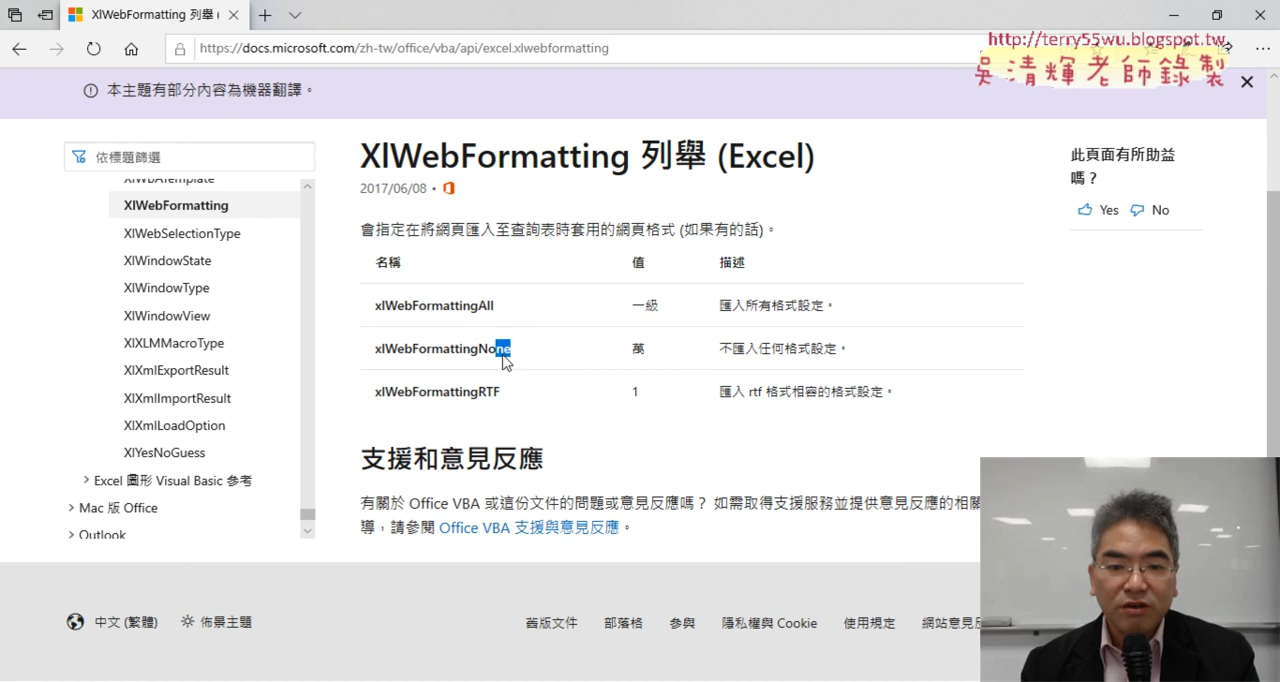 XlWebFormatting 列舉 (
https://docs.microsoft.com/zh-tw/office/vba/api/excel.xlwebformatting
http://terry55wu.blogspot.tw
吳清輝老師錄製
本主題有部分內容為機器翻譯。
依標題篩選
XlWBATemplate
XlWebFormatting
XlWebSelectionType
XlWindowState
XlWindowType
XlWindowView
XlXLMMacroType
XlXmlExportResult
XlXmlImportResult
XlXmlLoadOption
XlYesNoGuess
Excel 圖形 Visual Basic 參考
Mac 版 Office
Outlook
XlWebFormatting 列舉 (Excel)
2017/06/08 •
會指定在將網頁匯入至查詢表時套用的網頁格式 (如果有的話)。
名稱 值 描述
xlWebFormattingAll 一級 匯入所有格式設定。
xlWebFormattingNone 萬 不匯入任何格式設定。
xlWebFormattingRTF 1 匯入 rtf 格式相容的格式設定。
支援和意見反應
有關於 Office VBA 或這份文件的問題或意見反應嗎？ 如需取得支援服務並提供意見反應的相關
導，請參閱 Office VBA 支援與意見反應。
此頁面有所助益
嗎？
Yes No
中文 (繁體) 佈景主題 舊版文件 部落格 參與 隱私權與 Cookie 使用規定 網站意見